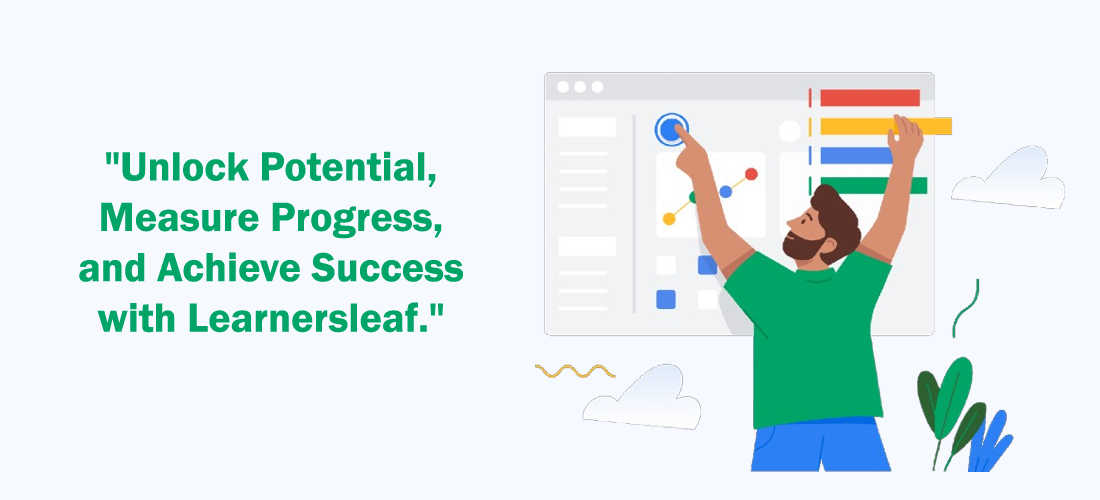 "Unlock Potential,
Measure Progress,
and Achieve Success
with Learnersleaf."